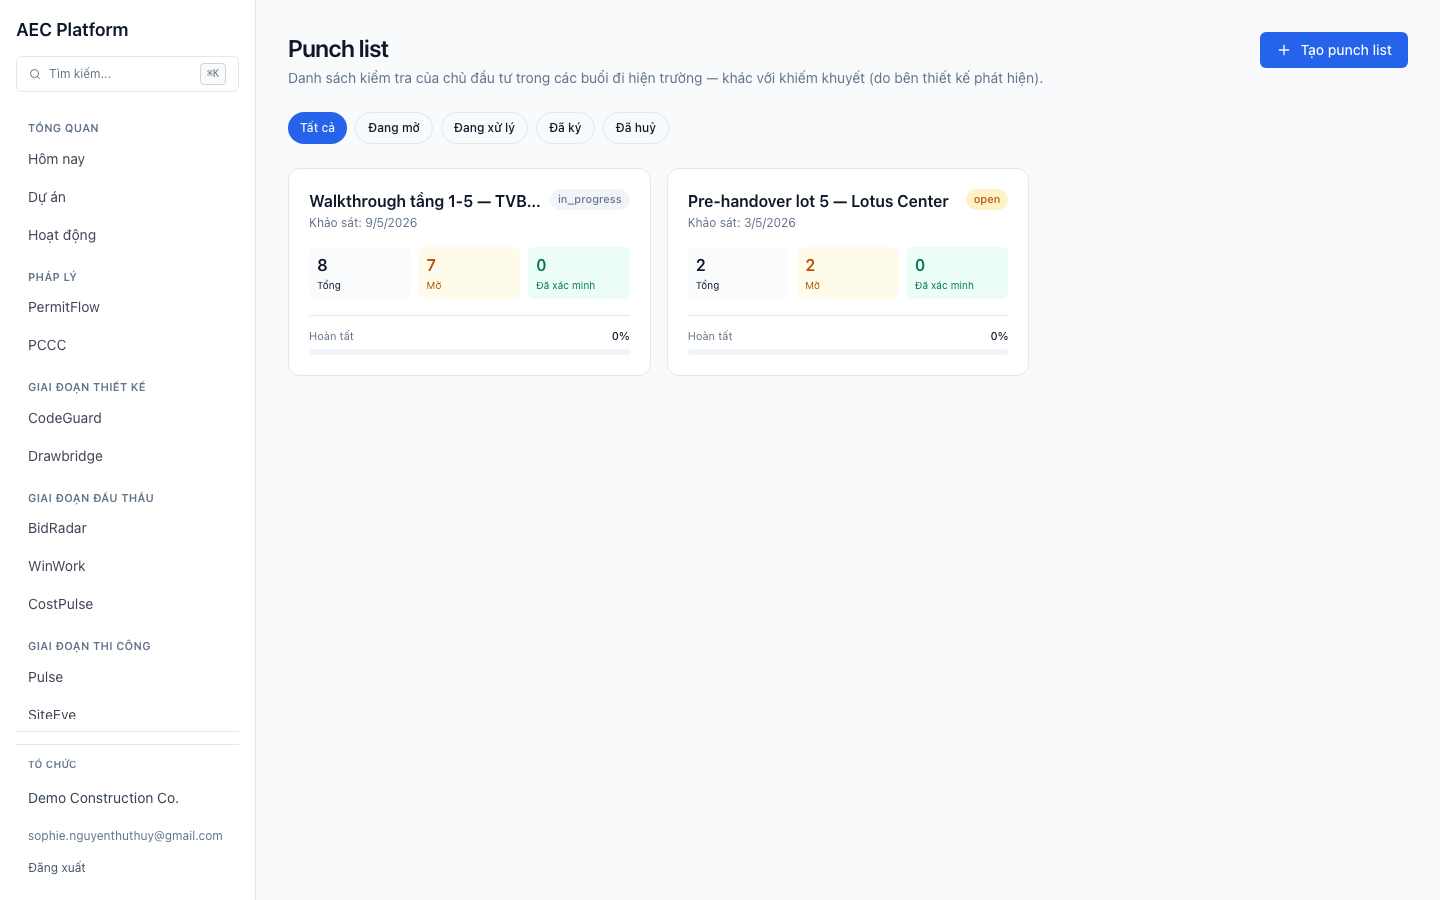 AEC Platform
Tìm kiếm...
⌘K
TỔNG QUAN
Hôm nay
Dự án
Hoạt động
PHÁP LÝ
PermitFlow
PCCC
GIAI ĐOẠN THIẾT KẾ
CodeGuard
Drawbridge
GIAI ĐOẠN ĐẤU THẦU
BidRadar
WinWork
CostPulse
GIAI ĐOẠN THI CÔNG
Pulse
SiteEye
TỔ CHỨC
Demo Construction Co.
sophie.nguyenthuthuy@gmail.com
Đăng xuất
Punch list
Tạo punch list
Danh sách kiểm tra của chủ đầu tư trong các buổi đi hiện trường — khác với khiếm khuyết (do bên thiết kế phát hiện).
Tất cả
Đang mở
Đang xử lý
Đã ký
Đã huỷ
Walkthrough tầng 1-5 — TVB...
in_progress
Khảo sát: 9/5/2026
8
Tổng
7
Mở
0
Đã xác minh
Hoàn tất
0%
Pre-handover lot 5 — Lotus Center
open
Khảo sát: 3/5/2026
2
Tổng
2
Mở
0
Đã xác minh
Hoàn tất
0%